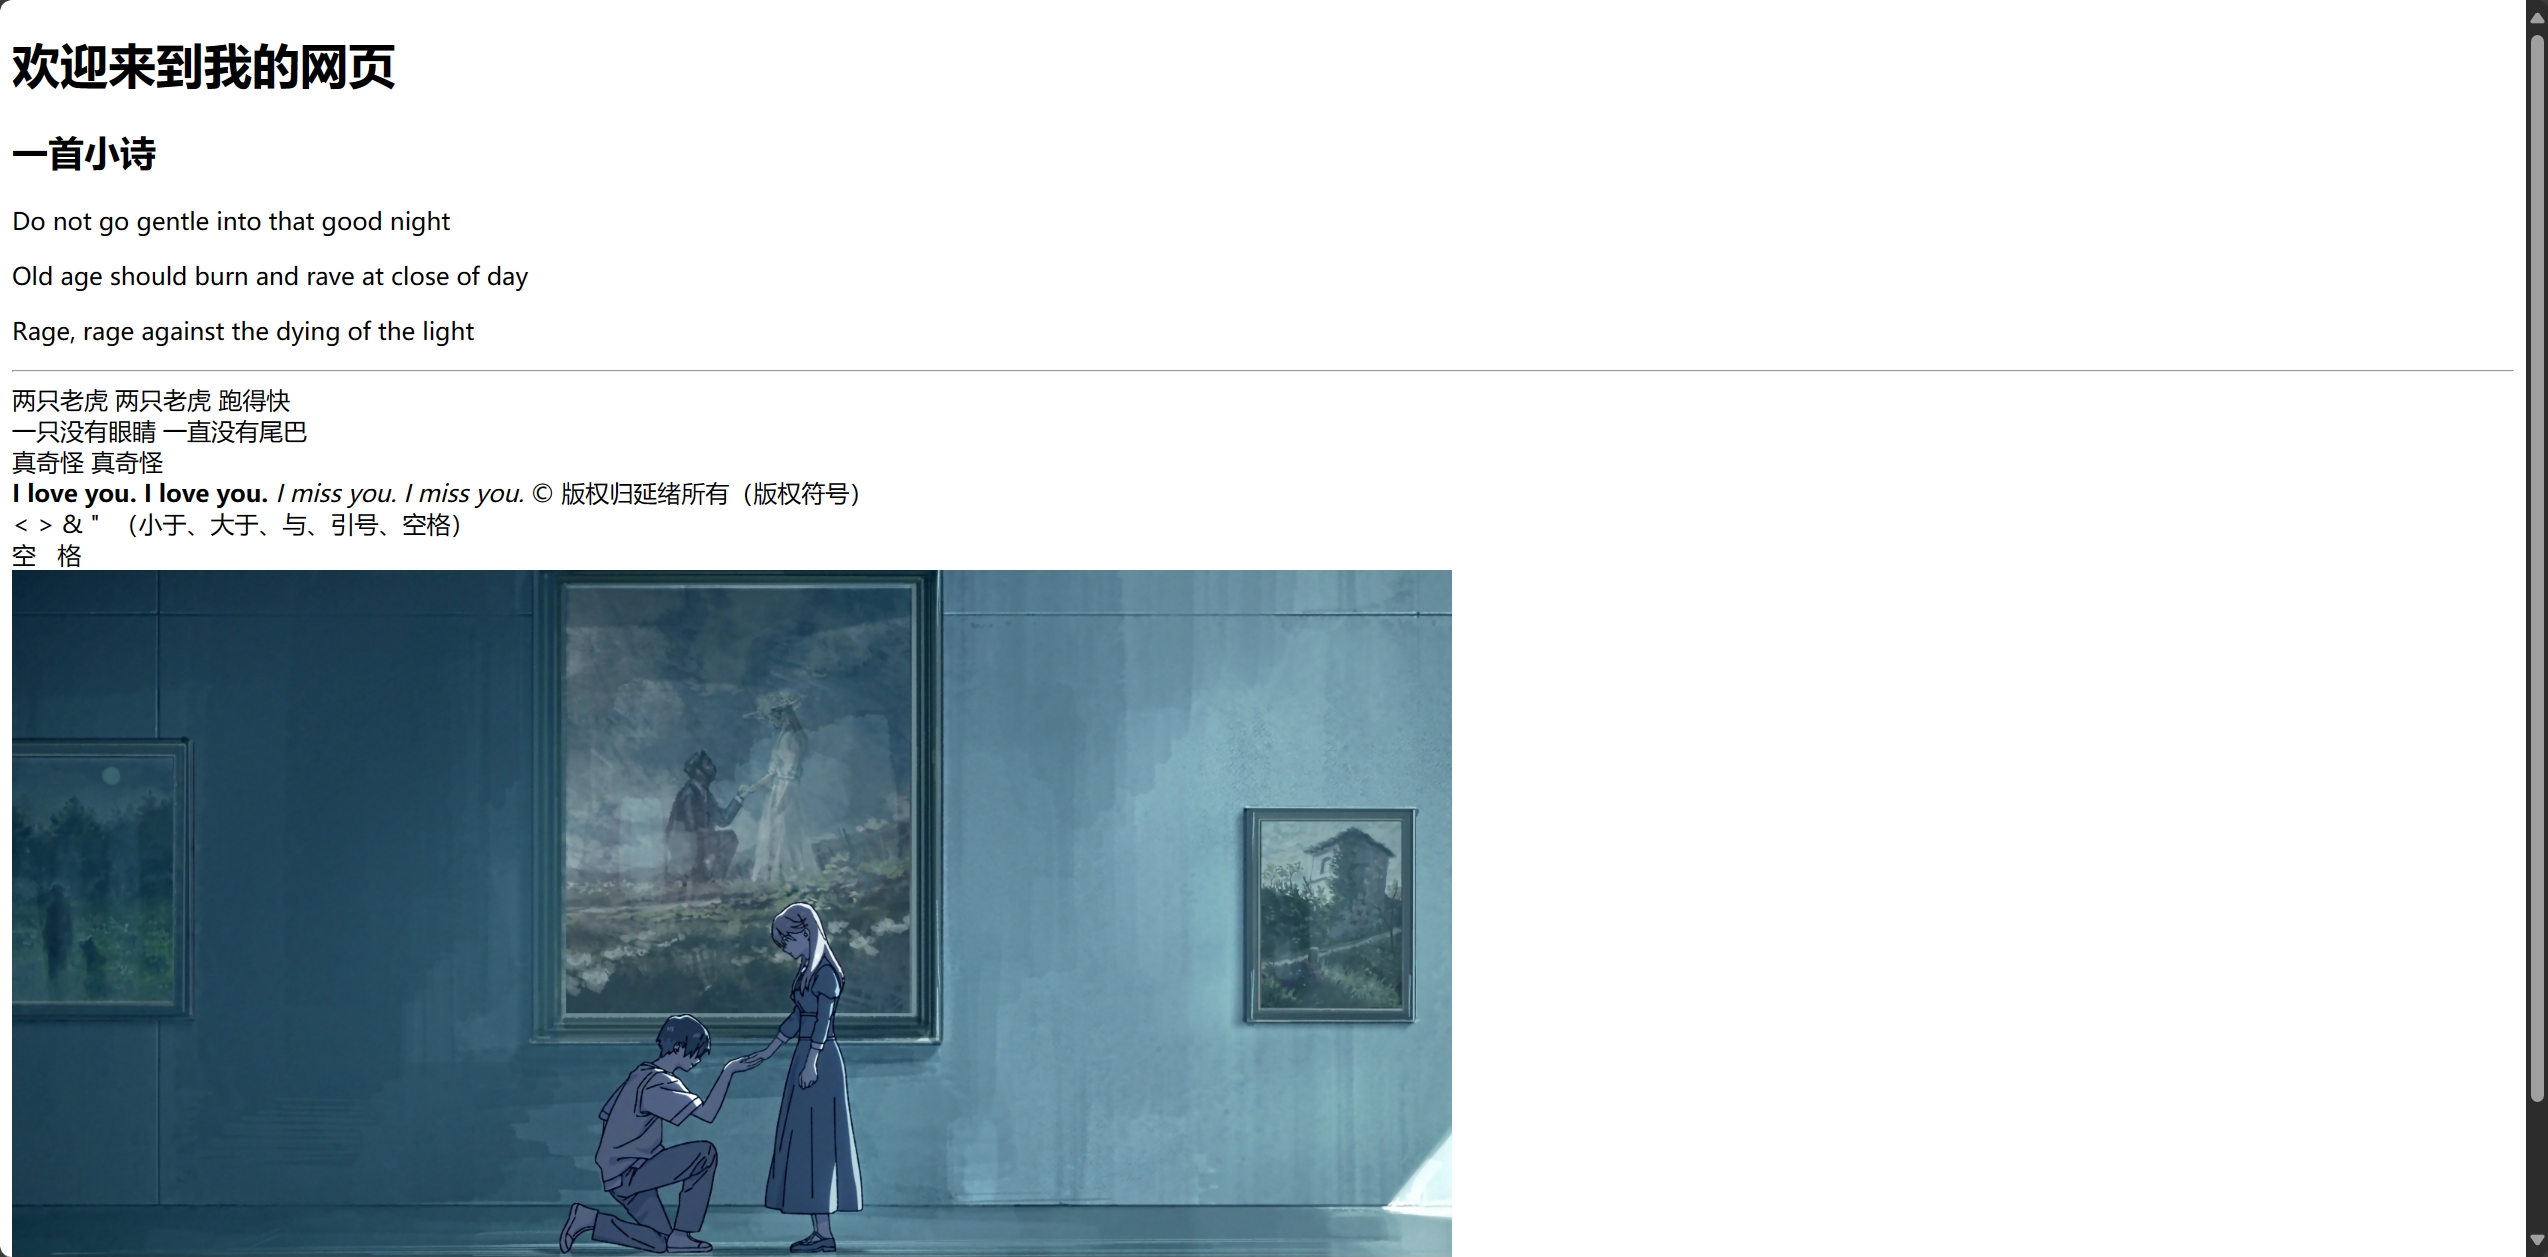 欢迎来到我的网页
一首小诗
Do not go gentle into that good night
Old age should burn and rave at close of day
Rage, rage against the dying of the light
两只老虎 两只老虎 跑得快
一只没有眼睛 一直没有尾巴
真奇怪 真奇怪
I love you. I love you. I miss you. I miss you. © 版权归延绪所有（版权符号）
< > & "   （小于、大于、与、引号、空格）
空   格